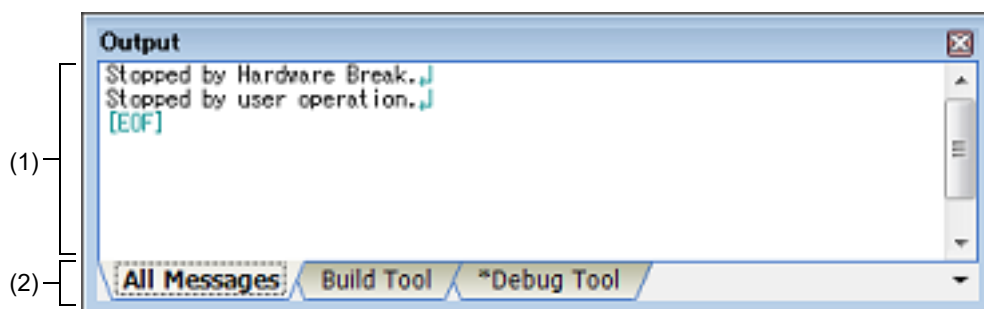 Output
Stopped by Hardware Break.↲
Stopped by user operation.↲
[EOF]
(1)
(2)
All Messages
Build Tool
*Debug Tool